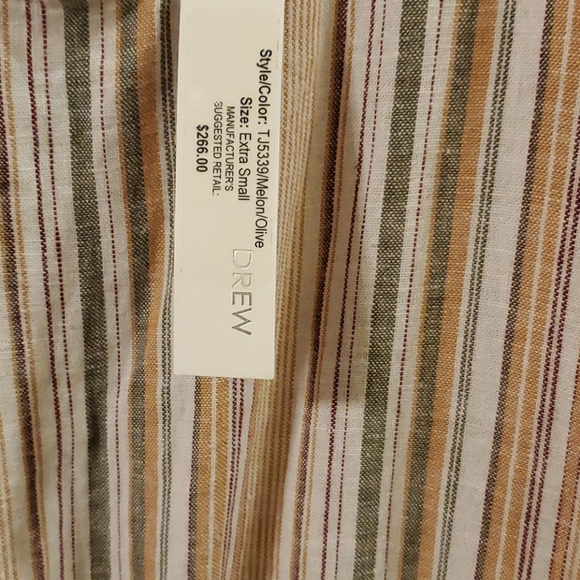 Style/Color: TJ5339/Melon/Olive
Size: Extra Small
MANUFACTURER'S
SUGGESTED RETAIL:
$266.00
DREW